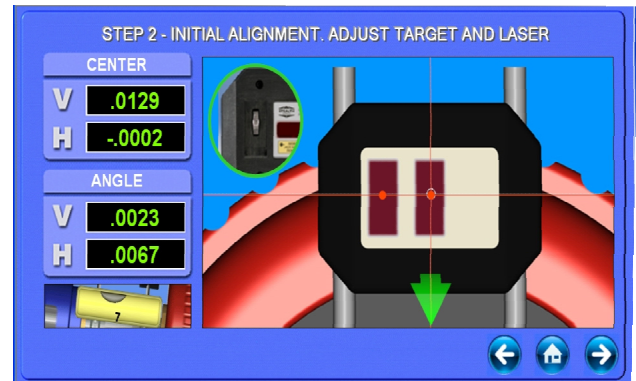 STEP 2 - INITIAL ALIGNMENT. ADJUST TARGET AND LASER
CENTER
V .0129
H -.0002
ANGLE
V .0023
H .0067
7